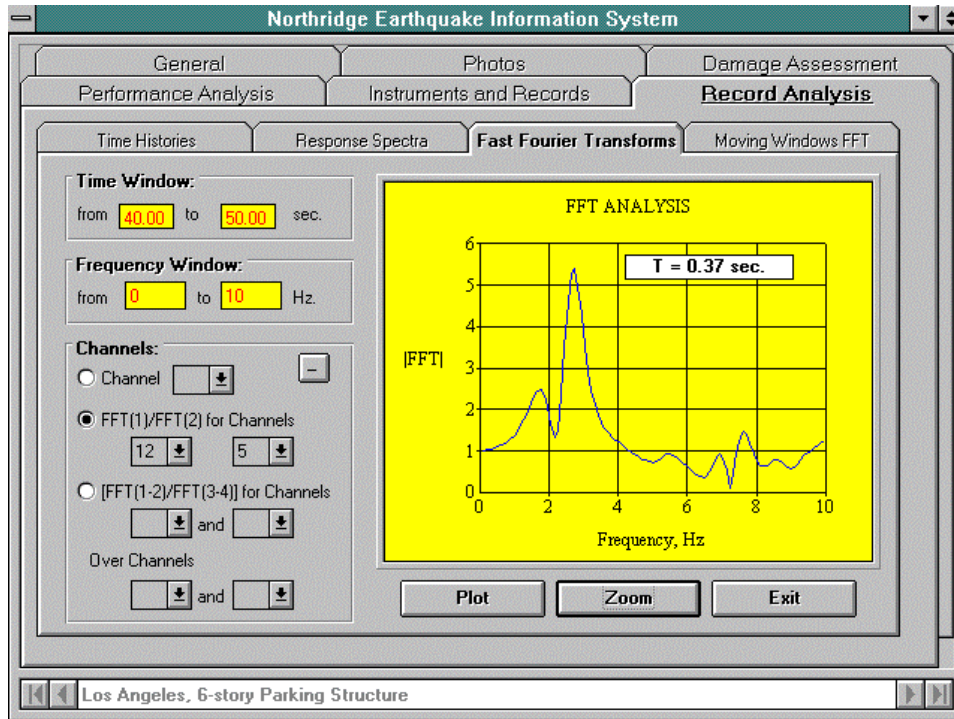 Northridge Earthquake Information System
General Photos Damage Assessment
Performance Analysis Instruments and Records Record Analysis
Time Histories Response Spectra Fast Fourier Transforms Moving Windows FFT
Time Window:
from 40.00 to 50.00 sec.
Frequency Window:
from 0 to 10 Hz.
Channels:
Channel
FFT(1)/FFT(2) for Channels
12 5
[FFT(1-2)/FFT(3-4)] for Channels
and
Over Channels
and
FFT ANALYSIS
T = 0.37 sec.
|FFT|
6
5
4
3
2
1
0
0 2 4 6 8 10
Frequency, Hz
Plot Zoom Exit
Los Angeles, 6-story Parking Structure